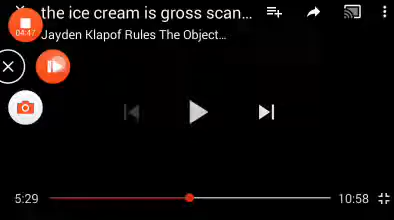 the ice cream is gross scan...
04:47
Jayden Klapof Rules The Object...
5:29
10:58